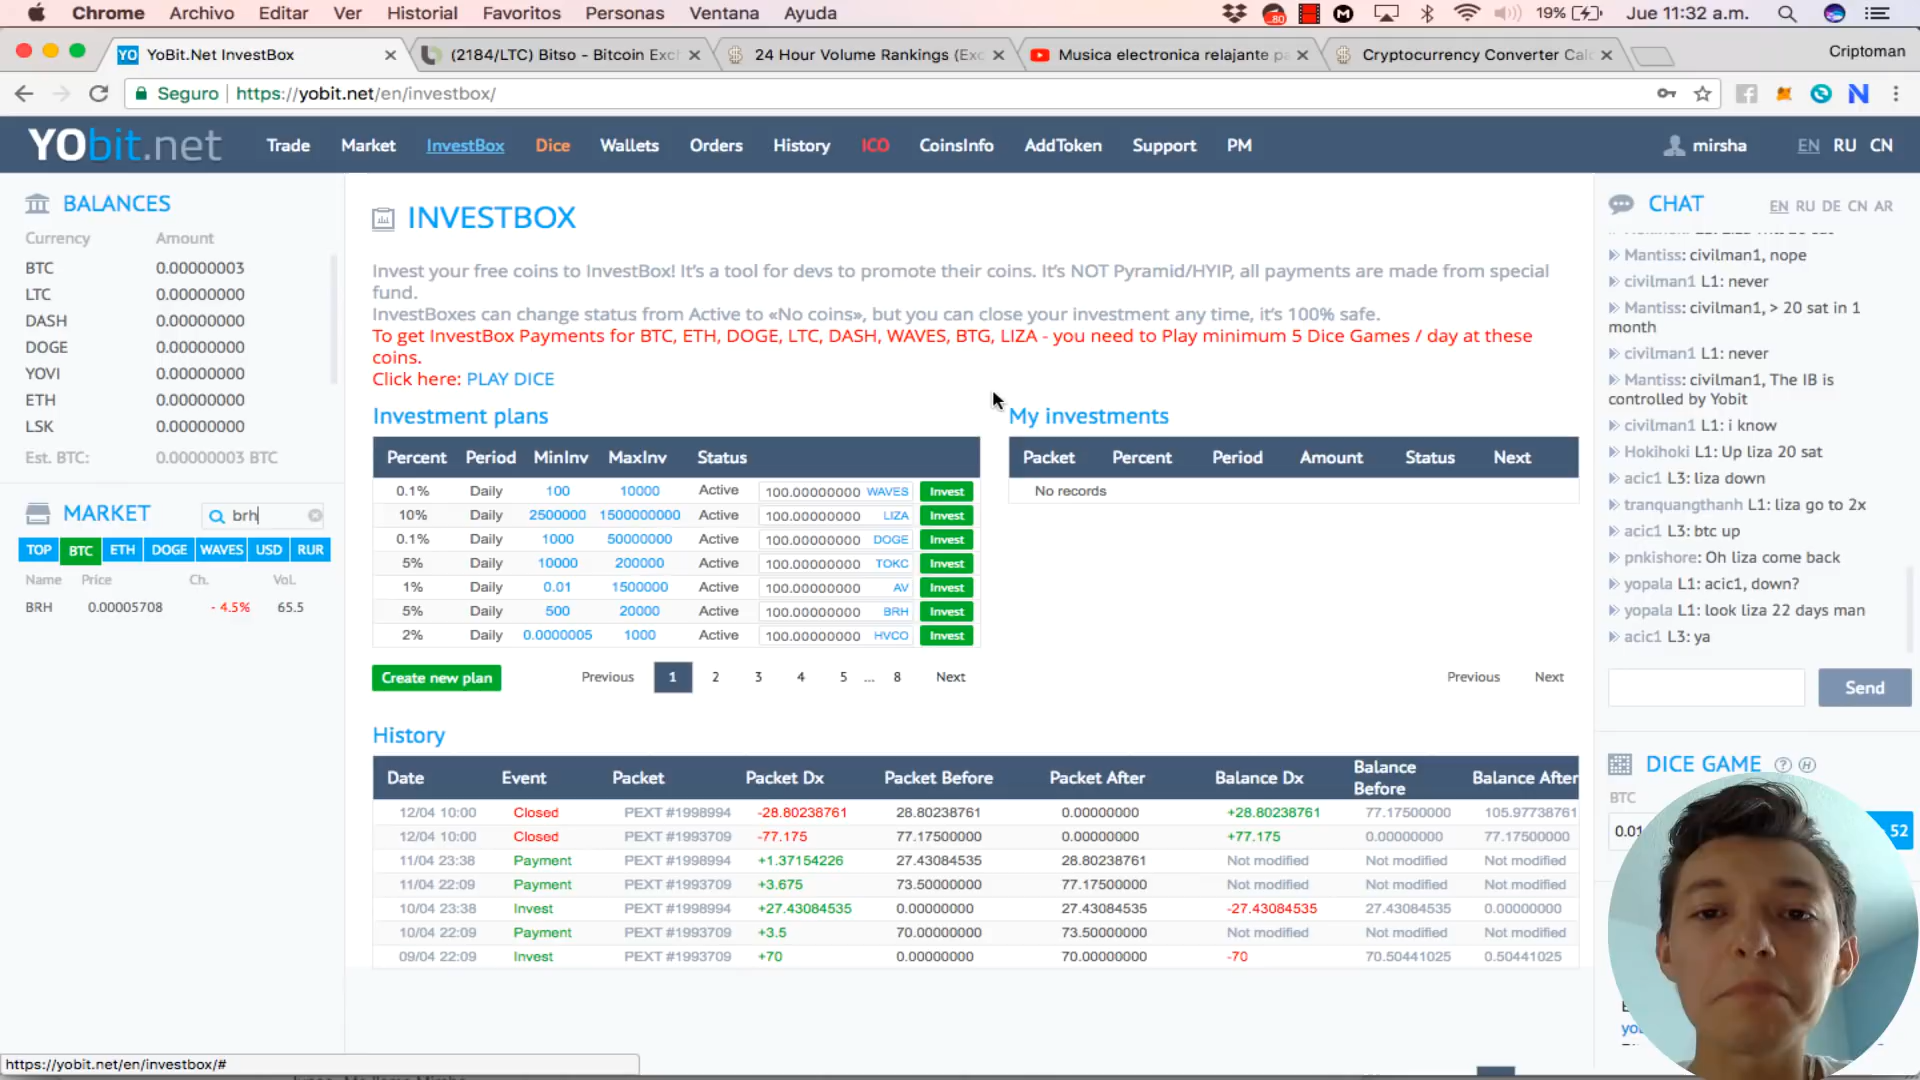 Chrome Archivo Editar Ver Historial Favoritos Personas Ventana Ayuda 80 19% Jue 11:32 a.m.
YoBit.Net InvestBox (2184/LTC) Bitso - Bitcoin Exc 24 Hour Volume Rankings (Exc Musica electronica relajante pa Cryptocurrency Converter Cal Criptoman
Seguro https://yobit.net/en/investbox/
YObit.net Trade Market InvestBox Dice Wallets Orders History ICO CoinsInfo AddToken Support PM mirsha EN RU CN
BALANCES
Currency Amount
BTC 0.00000003
LTC 0.00000000
DASH 0.00000000
DOGE 0.00000000
YOVI 0.00000000
ETH 0.00000000
LSK 0.00000000
Est. BTC: 0.00000003 BTC
MARKET brh
TOP BTC ETH DOGE WAVES USD RUR
Name Price Ch. Vol.
BRH 0.00005708 - 4.5% 65.5
INVESTBOX
Invest your free coins to InvestBox! It's a tool for devs to promote their coins. It's NOT Pyramid/HYIP, all payments are made from special
fund.
InvestBoxes can change status from Active to «No coins», but you can close your investment any time, it's 100% safe.
To get InvestBox Payments for BTC, ETH, DOGE, LTC, DASH, WAVES, BTG, LIZA - you need to Play minimum 5 Dice Games / day at these
coins.
Click here: PLAY DICE
Investment plans
Percent Period MinInv MaxInv Status
0.1% Daily 100 10000 Active 100.00000000 WAVES Invest
10% Daily 2500000 1500000000 Active 100.00000000 LIZA Invest
0.1% Daily 1000 50000000 Active 100.00000000 DOGE Invest
5% Daily 10000 200000 Active 100.00000000 TOKC Invest
1% Daily 0.01 1500000 Active 100.00000000 AV Invest
5% Daily 500 20000 Active 100.00000000 BRH Invest
2% Daily 0.0000005 1000 Active 100.00000000 HVCO Invest
Create new plan Previous 1 2 3 4 5 ... 8 Next
My investments
Packet Percent Period Amount Status Next
No records
Previous Next
History
Date Event Packet Packet Dx Packet Before Packet After Balance Dx Balance Before Balance After
12/04 10:00 Closed PEXT #1998994 -28.80238761 28.80238761 0.00000000 +28.80238761 77.17500000 105.97738761
12/04 10:00 Closed PEXT #1993709 -77.175 77.17500000 0.00000000 +77.175 0.00000000 77.17500000
11/04 23:38 Payment PEXT #1998994 +1.37154226 27.43084535 28.80238761 Not modified Not modified Not modified
11/04 22:09 Payment PEXT #1993709 +3.675 73.50000000 77.17500000 Not modified Not modified Not modified
10/04 23:38 Invest PEXT #1998994 +27.43084535 0.00000000 27.43084535 -27.43084535 27.43084535 0.00000000
10/04 22:09 Payment PEXT #1993709 +3.5 70.00000000 73.50000000 Not modified Not modified Not modified
09/04 22:09 Invest PEXT #1993709 +70 0.00000000 70.00000000 -70 70.50441025 0.50441025
CHAT EN RU DE CN AR
Mantiss: civilman1, nope
civilman1 L1: never
Mantiss: civilman1, > 20 sat in 1
month
civilman1 L1: never
Mantiss: civilman1, The IB is
controlled by Yobit
civilman1 L1: i know
Hokihoki L1: Up liza 20 sat
acic1 L3: liza down
tranquangthanh L1: liza go to 2x
acic1 L3: btc up
pnkishore: Oh liza come back
yopala L1: acic1, down?
yopala L1: look liza 22 days man
acic1 L3: ya
Send
DICE GAME ? H
BTC
0.01 52
https://yobit.net/en/investbox/#